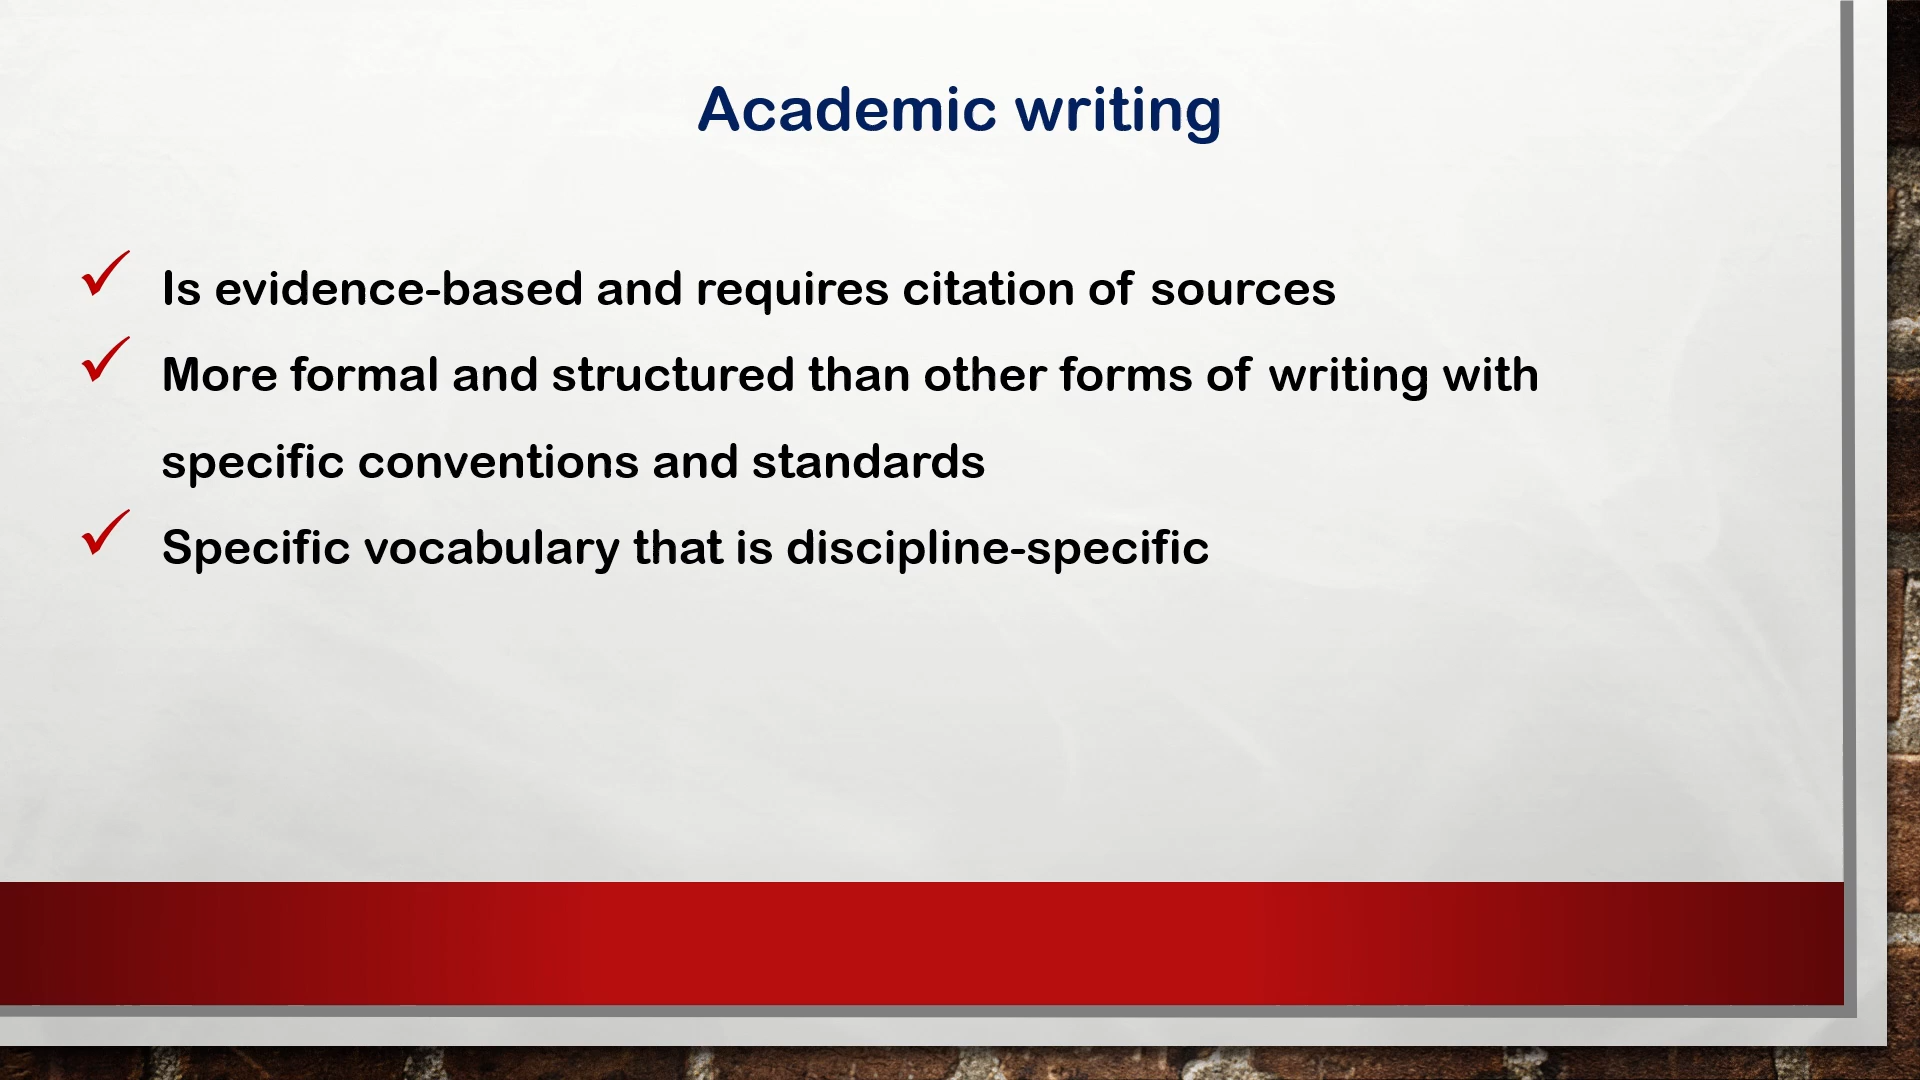 Academic writing
Is evidence-based and requires citation of sources
More formal and structured than other forms of writing with
specific conventions and standards
Specific vocabulary that is discipline-specific